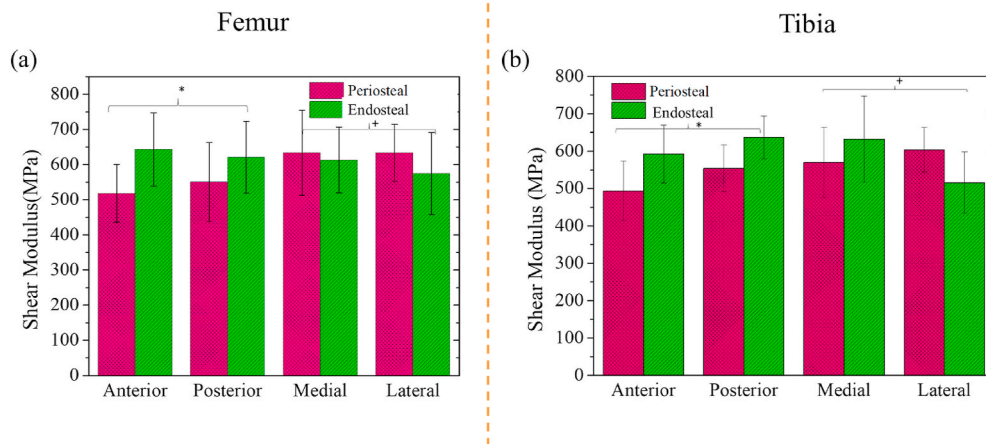 Femur
Tibia
(a)
(b)
Shear Modulus(MPa)
800
700
600
500
400
300
200
100
0
*
+
Periosteal
Endosteal
Anterior Posterior Medial Lateral
Shear Modulus (MPa)
800
700
600
500
400
300
200
100
0
*
+
Periosteal
Endosteal
Anterior Posterior Medial Lateral